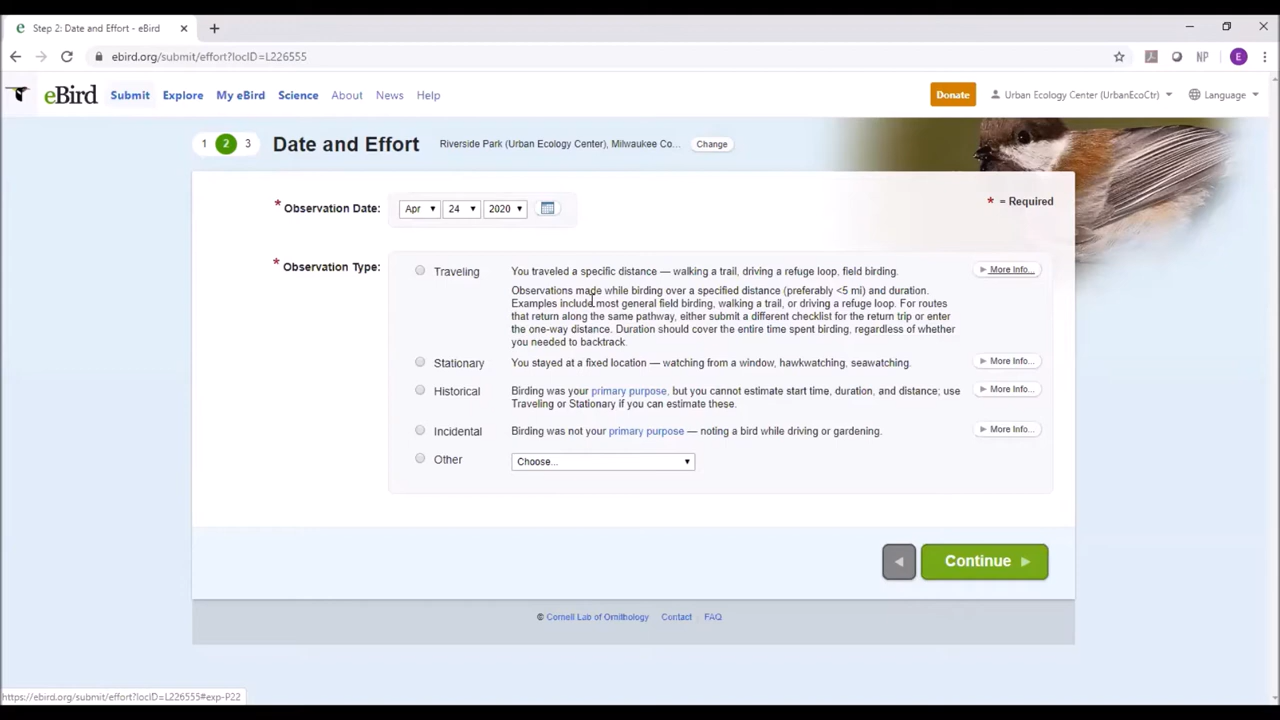 Step 2: Date and Effort - eBird
ebird.org/submit/effort?locID=L226555
NP
E
eBird Submit Explore My eBird Science About News Help Donate Urban Ecology Center (UrbanEcoCtr) Language
1 2 3 Date and Effort Riverside Park (Urban Ecology Center), Milwaukee Co... Change
* Observation Date: Apr 24 2020 * = Required
* Observation Type: Traveling You traveled a specific distance — walking a trail, driving a refuge loop, field birding. More Info...
Observations made while birding over a specified distance (preferably <5 mi) and duration.
Examples include most general field birding, walking a trail, or driving a refuge loop. For routes
that return along the same pathway, either submit a different checklist for the return trip or enter
the one-way distance. Duration should cover the entire time spent birding, regardless of whether
you needed to backtrack.
Stationary You stayed at a fixed location — watching from a window, hawkwatching, seawatching. More Info...
Historical Birding was your primary purpose, but you cannot estimate start time, duration, and distance; use More Info...
Traveling or Stationary if you can estimate these.
Incidental Birding was not your primary purpose — noting a bird while driving or gardening. More Info...
Other Choose...
Continue
© Cornell Lab of Ornithology Contact FAQ
https://ebird.org/submit/effort?locID=L226555#exp-P22